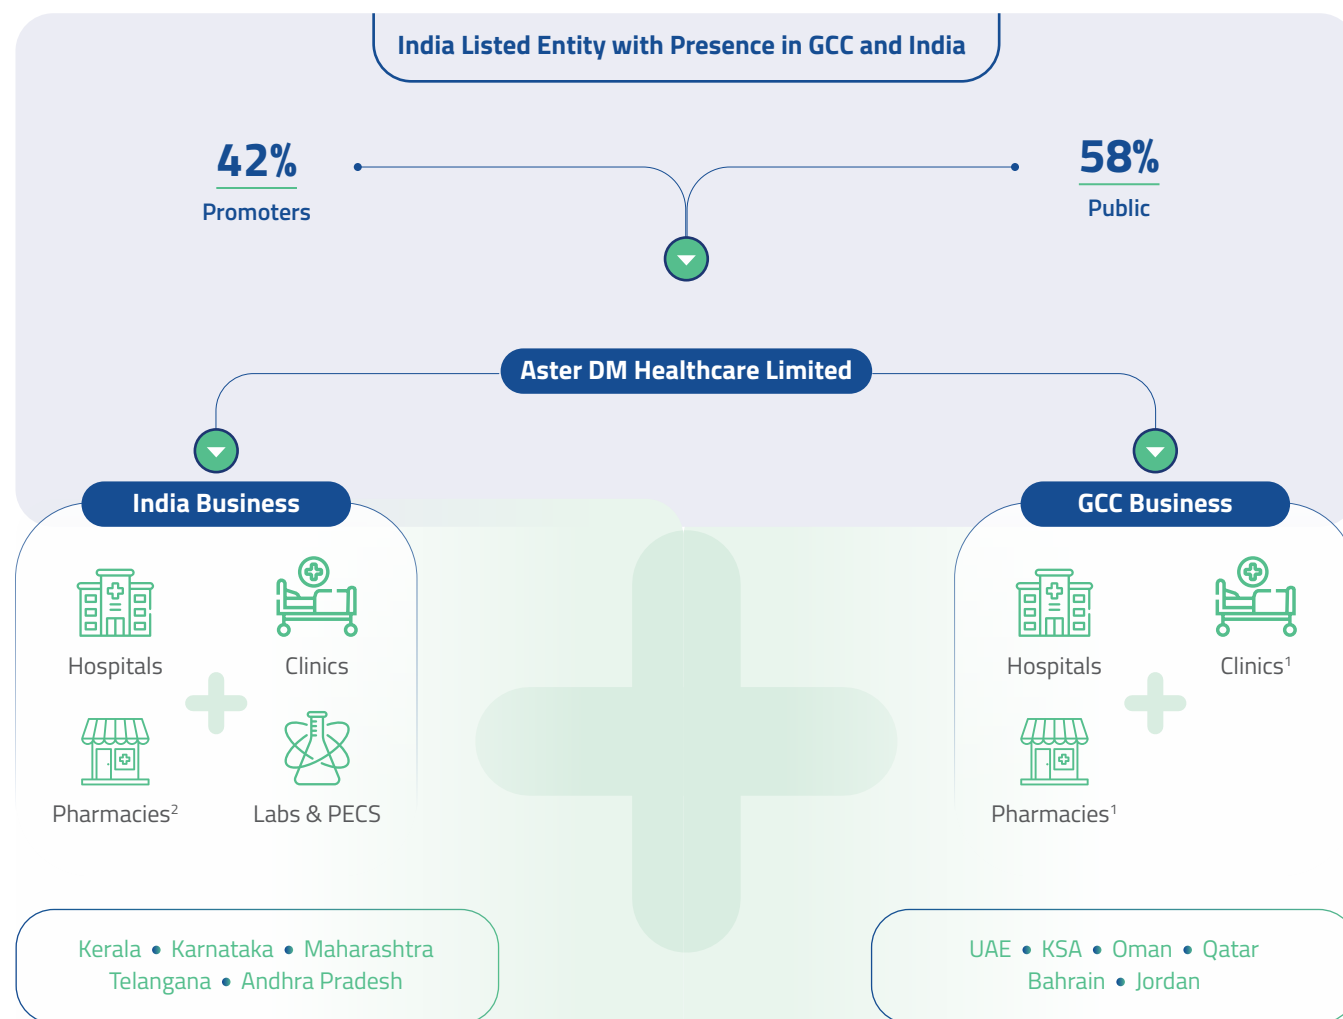 India Listed Entity with Presence in GCC and India
42%
Promoters
58%
Public
Aster DM Healthcare Limited
India Business
Hospitals
Clinics
Pharmacies²
Labs & PECS
Kerala • Karnataka • Maharashtra
Telangana • Andhra Pradesh
GCC Business
Hospitals
Clinics¹
Pharmacies¹
UAE • KSA • Oman • Qatar
Bahrain • Jordan